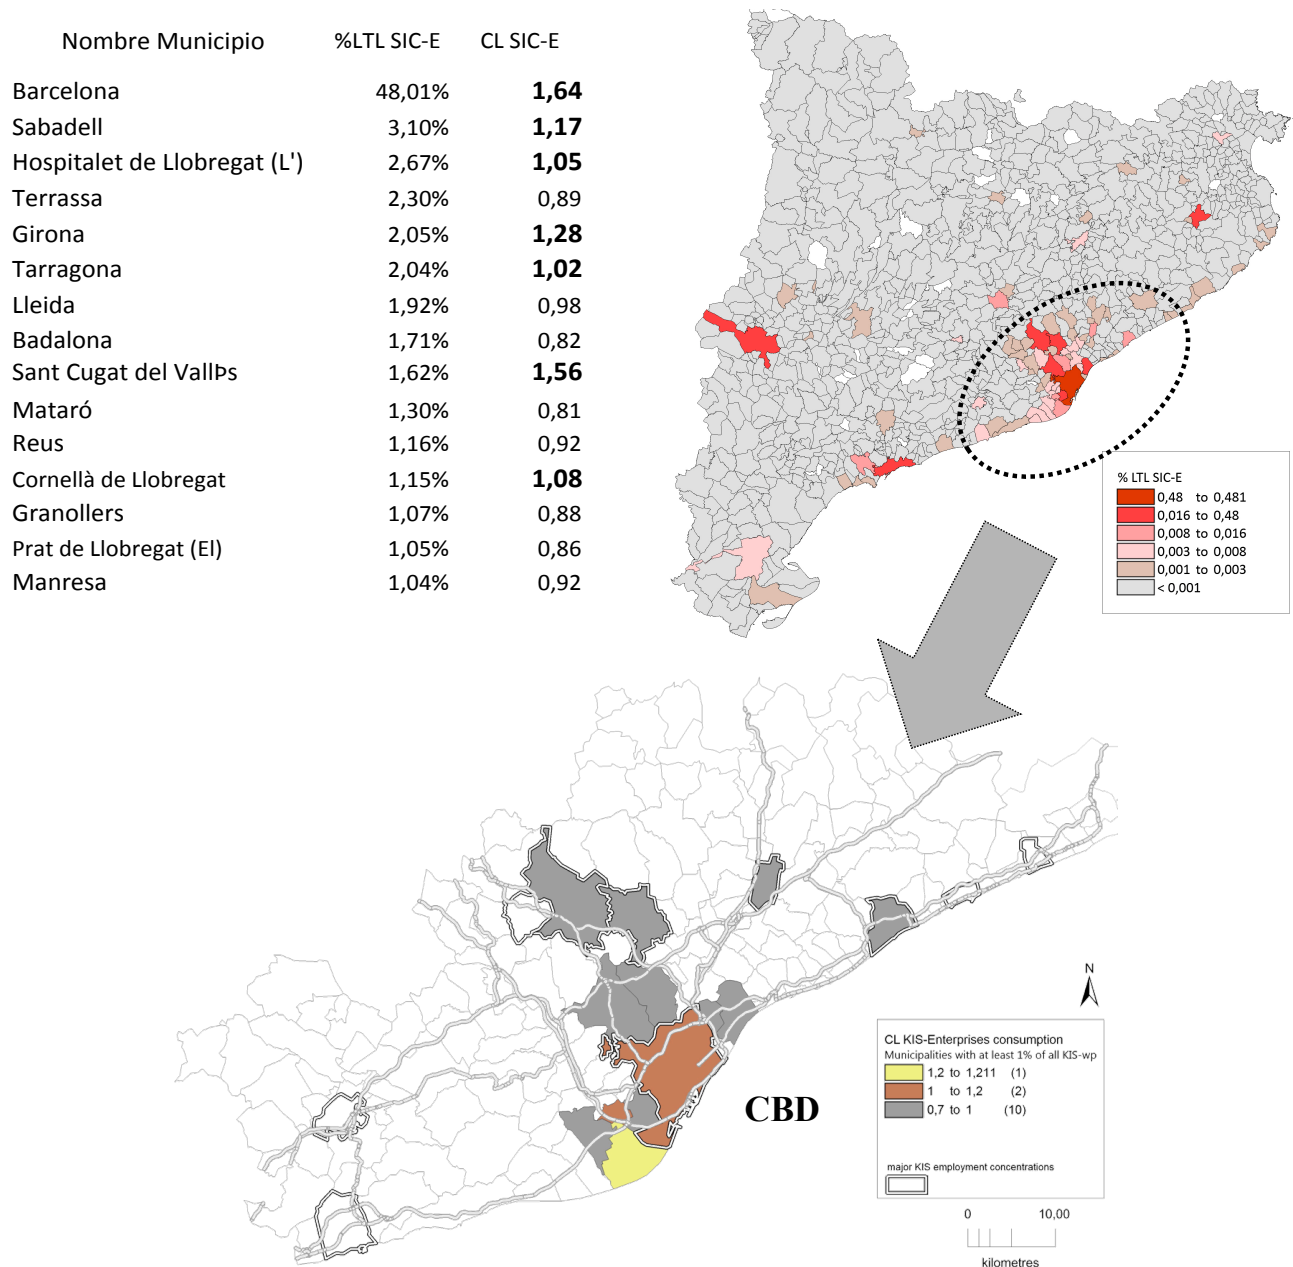 Nombre Municipio %LTL SIC-E CL SIC-E
Barcelona 48,01% 1,64
Sabadell 3,10% 1,17
Hospitalet de Llobregat (L') 2,67% 1,05
Terrassa 2,30% 0,89
Girona 2,05% 1,28
Tarragona 2,04% 1,02
Lleida 1,92% 0,98
Badalona 1,71% 0,82
Sant Cugat del VallÞs 1,62% 1,56
Mataró 1,30% 0,81
Reus 1,16% 0,92
Cornellà de Llobregat 1,15% 1,08
Granollers 1,07% 0,88
Prat de Llobregat (El) 1,05% 0,86
Manresa 1,04% 0,92
% LTL SIC-E
0,48 to 0,481
0,016 to 0,48
0,008 to 0,016
0,003 to 0,008
0,001 to 0,003
< 0,001
N
CBD
CL KIS-Enterprises consumption
Municipalities with at least 1% of all KIS-wp
1,2 to 1,211 (1)
1 to 1,2 (2)
0,7 to 1 (10)
major KIS employment concentrations
0 10,00
kilometres